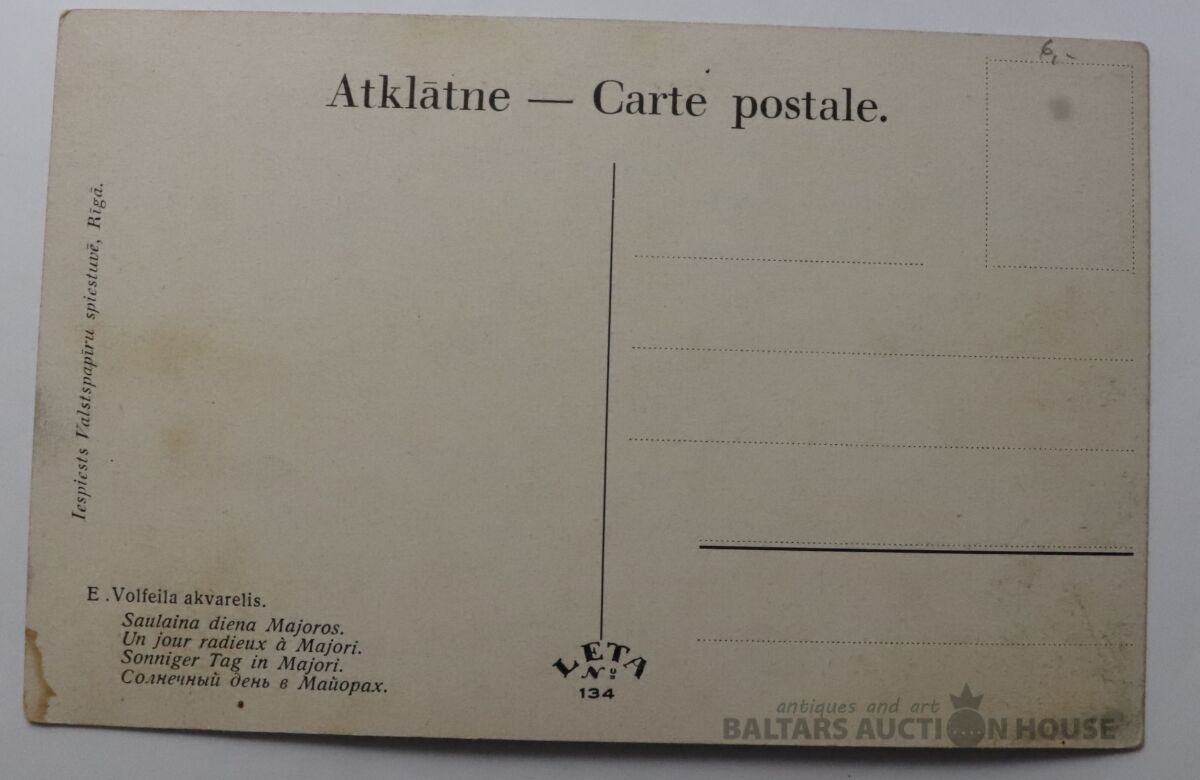 6,-
Atklātne — Carte postale.
Iespiests Valstspapīru spiestuvē, Rīgā.
E .Volfeila akvarelis.
Saulaina diena Majoros.
Un jour radieux à Majori.
Sonniger Tag in Majori.
Солнечный день в Майорах.
LETA
№
134
antiques and art
BALTARS AUCTION HOUSE